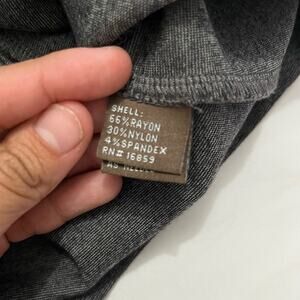 SHELL:
66% RAYON
30% NYLON
4% SPANDEX
RN# 16859